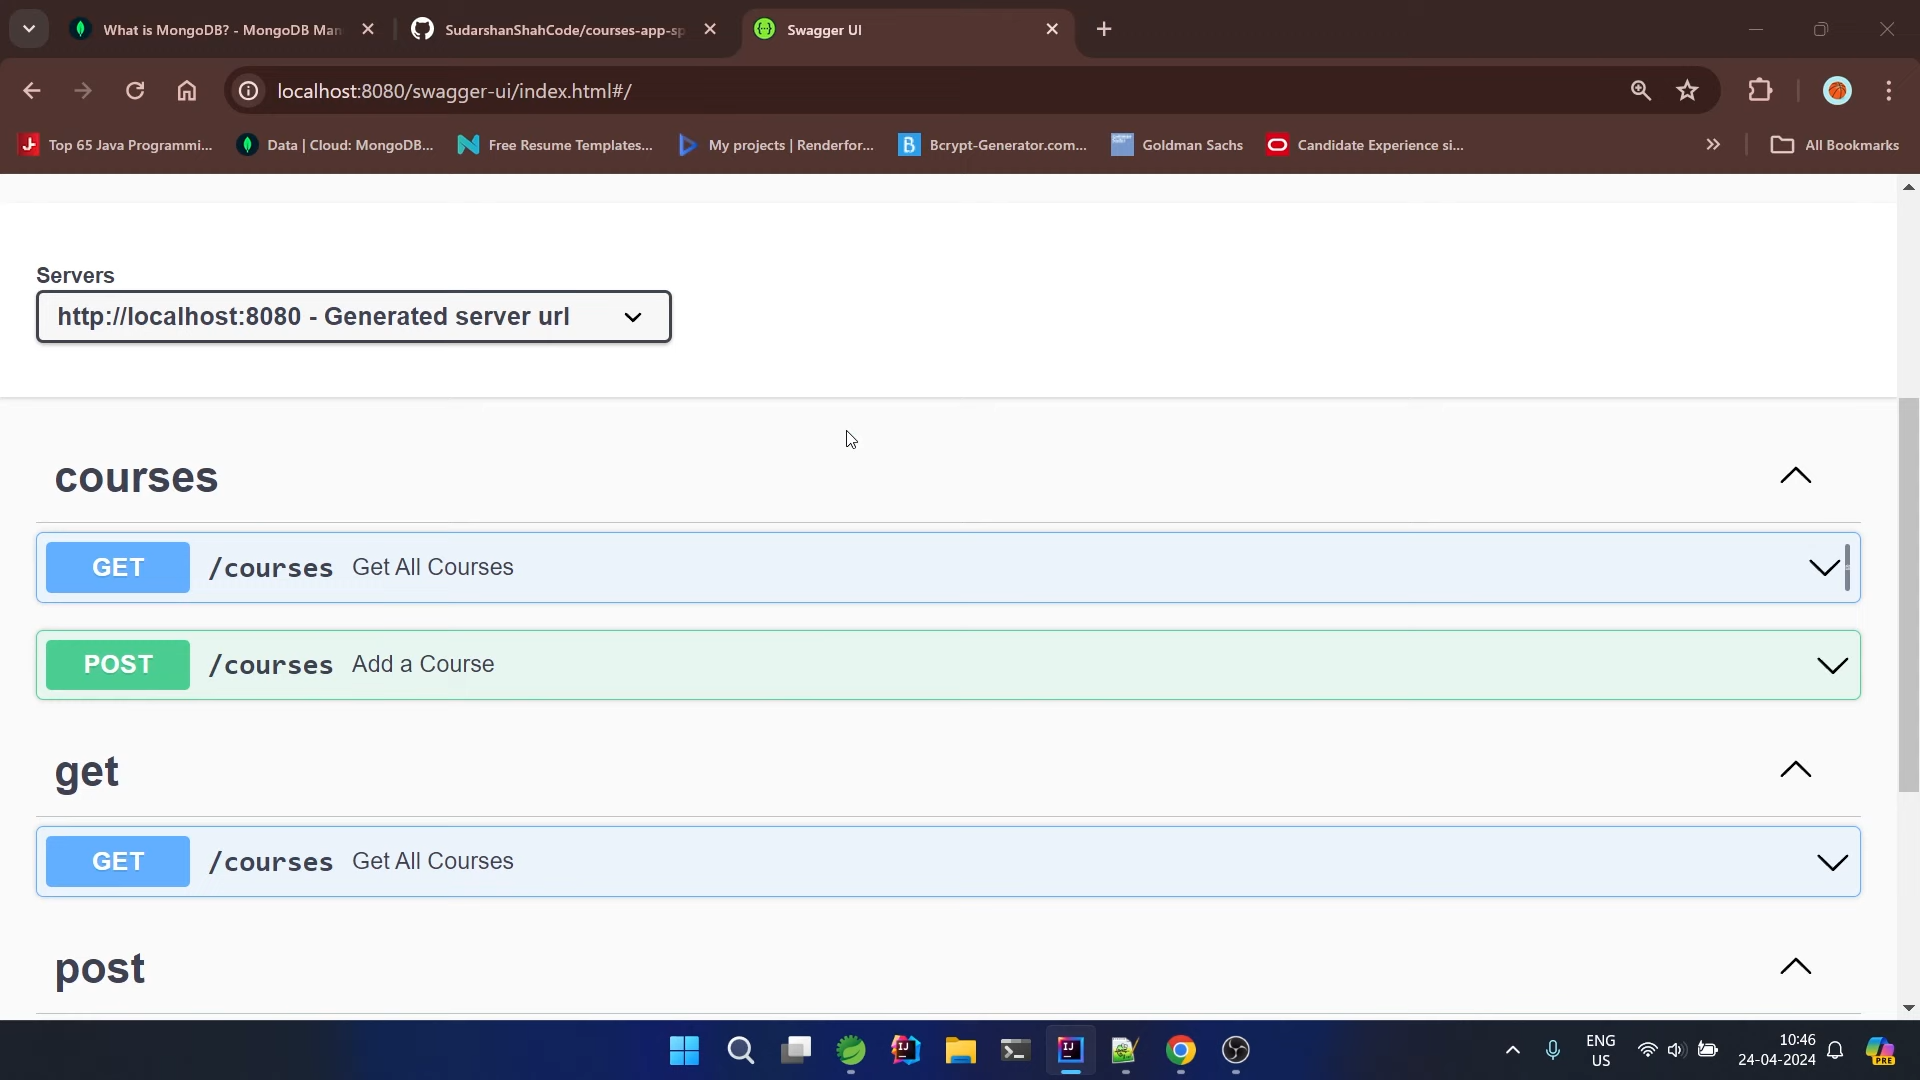 What is MongoDB? - MongoDB Man
SudarshanShahCode/courses-app-sp
Swagger UI
localhost:8080/swagger-ui/index.html#/
Top 65 Java Programmi...
Data | Cloud: MongoDB...
Free Resume Templates...
My projects | Renderfor...
B
Bcrypt-Generator.com...
Goldman Sachs
Candidate Experience si...
All Bookmarks
Servers
http://localhost:8080 - Generated server url
courses
GET /courses Get All Courses
POST /courses Add a Course
get
GET /courses Get All Courses
post
IJ
IJ
ENG
US
10:46
24-04-2024
PRE